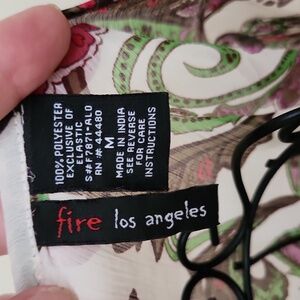 100% POLYESTER
EXCLUSIVE OF
ELASTIC
S#F7871-ALO
RN # 44480
M
MADE IN INDIA
SEE REVERSE
FOR CARE
INSTRUCTIONS
fire los angeles